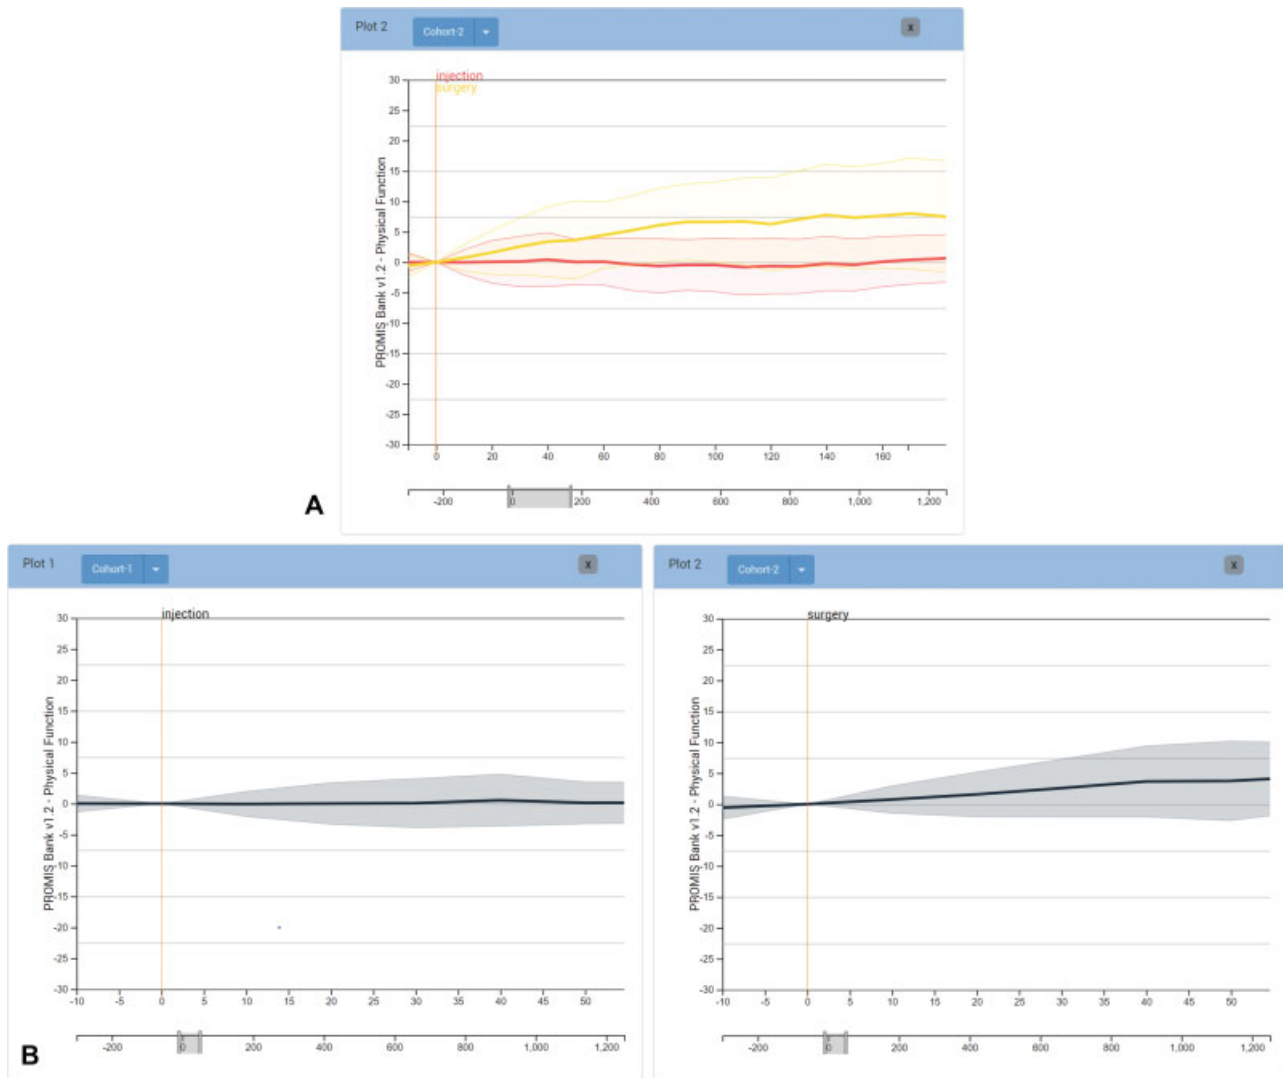 Plot 2 Cohort-2 x
injection
surgery
PROMIS Bank v1.2 - Physical Function
30
25
20
15
10
5
0
-5
-10
-15
-20
-25
-30
0 20 40 60 80 100 120 140 160
-200 0 200 400 600 800 1,000 1,200
A
Plot 1 Cohort-1 x
injection
PROMIS Bank v1.2 - Physical Function
30
25
20
15
10
5
0
-5
-10
-15
-20
-25
-30
-10 -5 0 5 10 15 20 25 30 35 40 45 50
-200 0 200 400 600 800 1,000 1,200
B
Plot 2 Cohort-2 x
surgery
PROMIS Bank v1.2 - Physical Function
30
25
20
15
10
5
0
-5
-10
-15
-20
-25
-30
-10 -5 0 5 10 15 20 25 30 35 40 45 50
-200 0 200 400 600 800 1,000 1,200